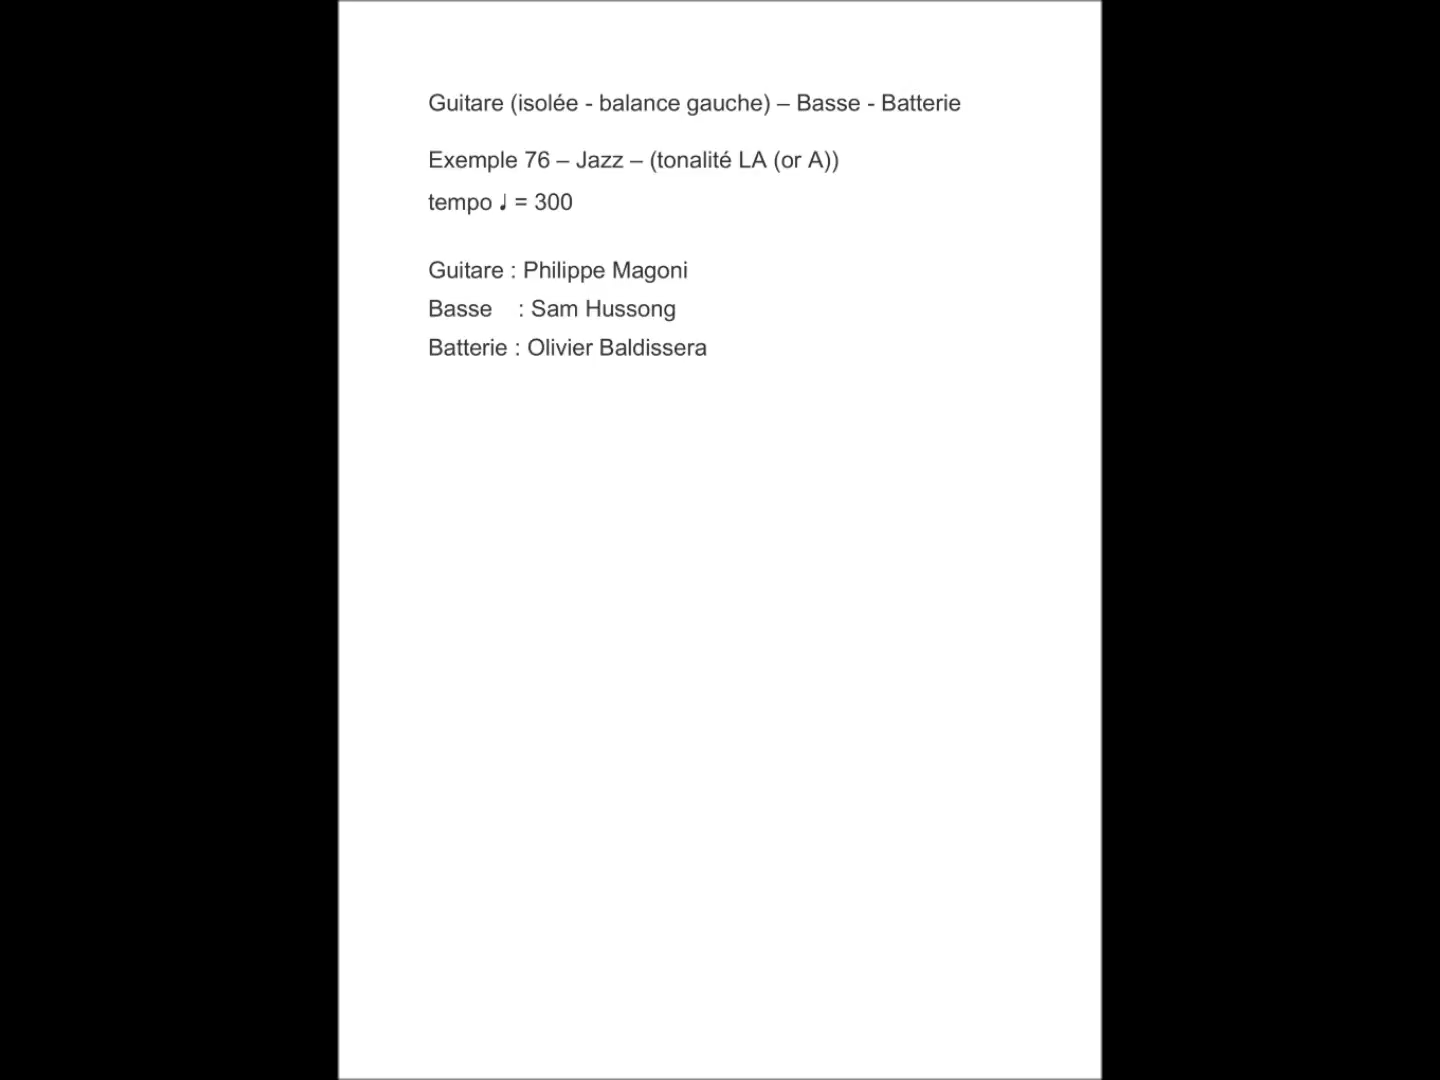 Guitare (isolée - balance gauche) – Basse - Batterie
Exemple 76 – Jazz – (tonalité LA (or A))
tempo ♩ = 300
Guitare : Philippe Magoni
Basse : Sam Hussong
Batterie : Olivier Baldissera